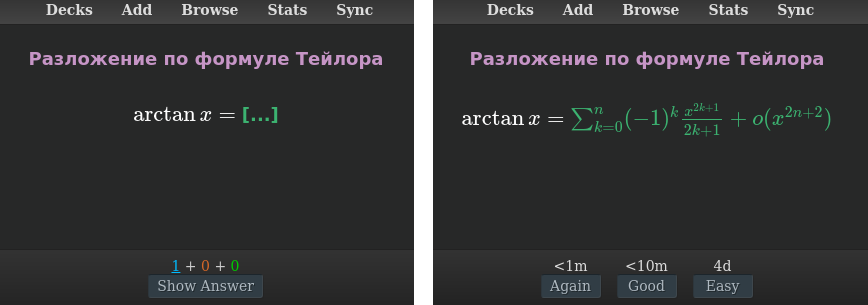 Decks Add Browse Stats Sync
Разложение по формуле Тейлора
arctan x = [...]
1 + 0 + 0
Show Answer
Decks Add Browse Stats Sync
Разложение по формуле Тейлора
arctan x = ∑_{k=0}^{n} (−1)^k \frac{x^{2k+1}}{2k+1} + o(x^{2n+2})
<1m <10m 4d
Again Good Easy